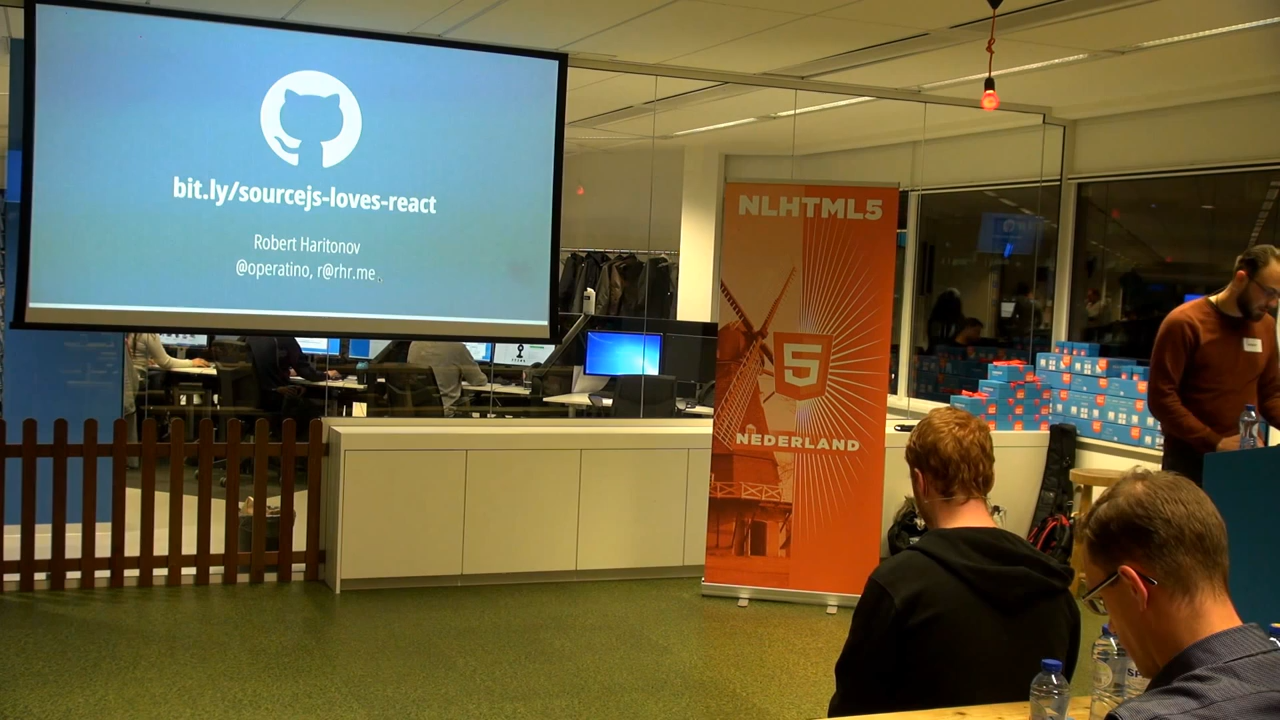 bit.ly/sourcejs-loves-react
Robert Haritonov
@operatino, r@rhr.me
NLHTML5
5
NEDERLAND